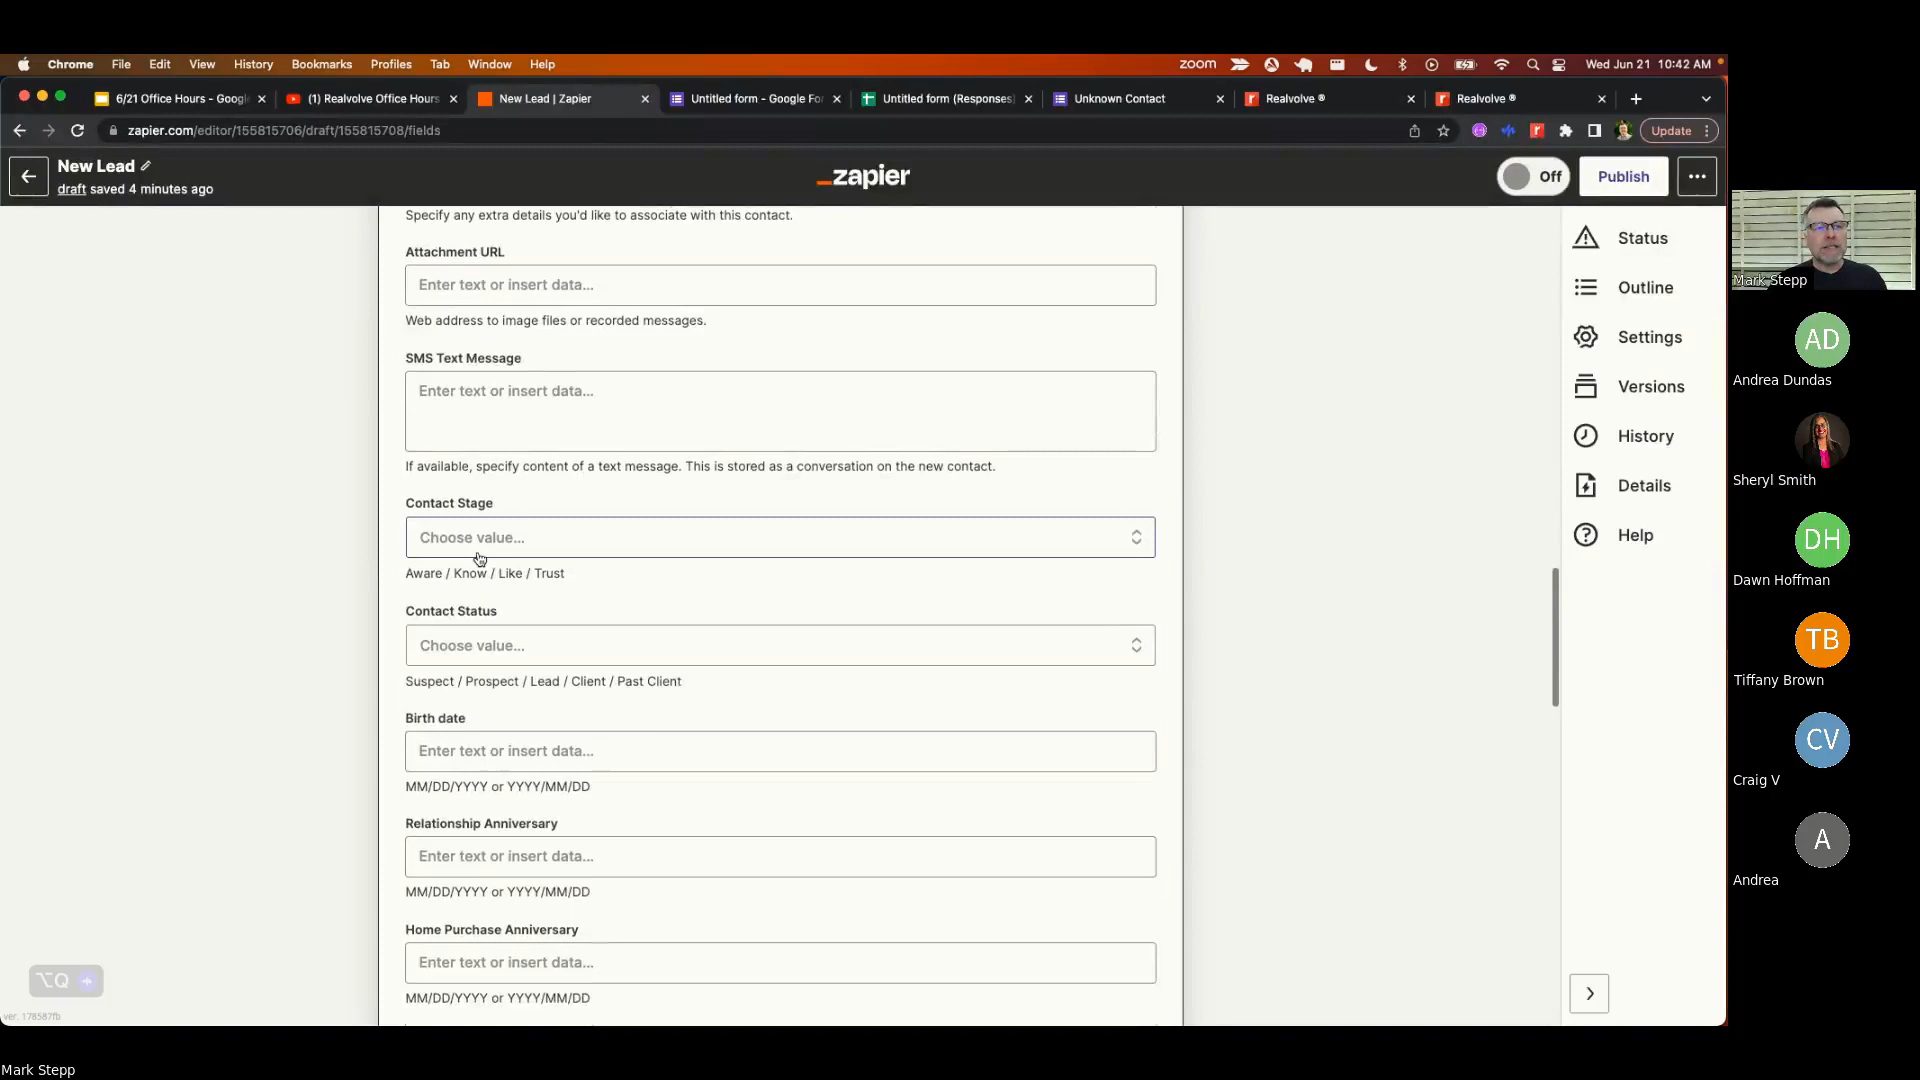 Chrome File Edit View History Bookmarks Profiles Tab Window Help zoom Wed Jun 21 10:42 AM
6/21 Office Hours - Googl (1) Realvolve Office Hours New Lead | Zapier Untitled form - Google For Untitled form (Responses) Unknown Contact Realvolve ® Realvolve ®
zapier.com/editor/155815706/draft/155815708/fields Update
New Lead
draft saved 4 minutes ago
zapier
Off
Publish
Specify any extra details you'd like to associate with this contact.
Attachment URL
Enter text or insert data...
Web address to image files or recorded messages.
SMS Text Message
Enter text or insert data...
If available, specify content of a text message. This is stored as a conversation on the new contact.
Contact Stage
Choose value...
Aware / Know / Like / Trust
Contact Status
Choose value...
Suspect / Prospect / Lead / Client / Past Client
Birth date
Enter text or insert data...
MM/DD/YYYY or YYYY/MM/DD
Relationship Anniversary
Enter text or insert data...
MM/DD/YYYY or YYYY/MM/DD
Home Purchase Anniversary
Enter text or insert data...
MM/DD/YYYY or YYYY/MM/DD
Status
Outline
Settings
Versions
History
Details
Help
⌥Q
ver. 178587fb
Mark Stepp
AD
Andrea Dundas
Sheryl Smith
DH
Dawn Hoffman
TB
Tiffany Brown
CV
Craig V
A
Andrea
Mark Stepp